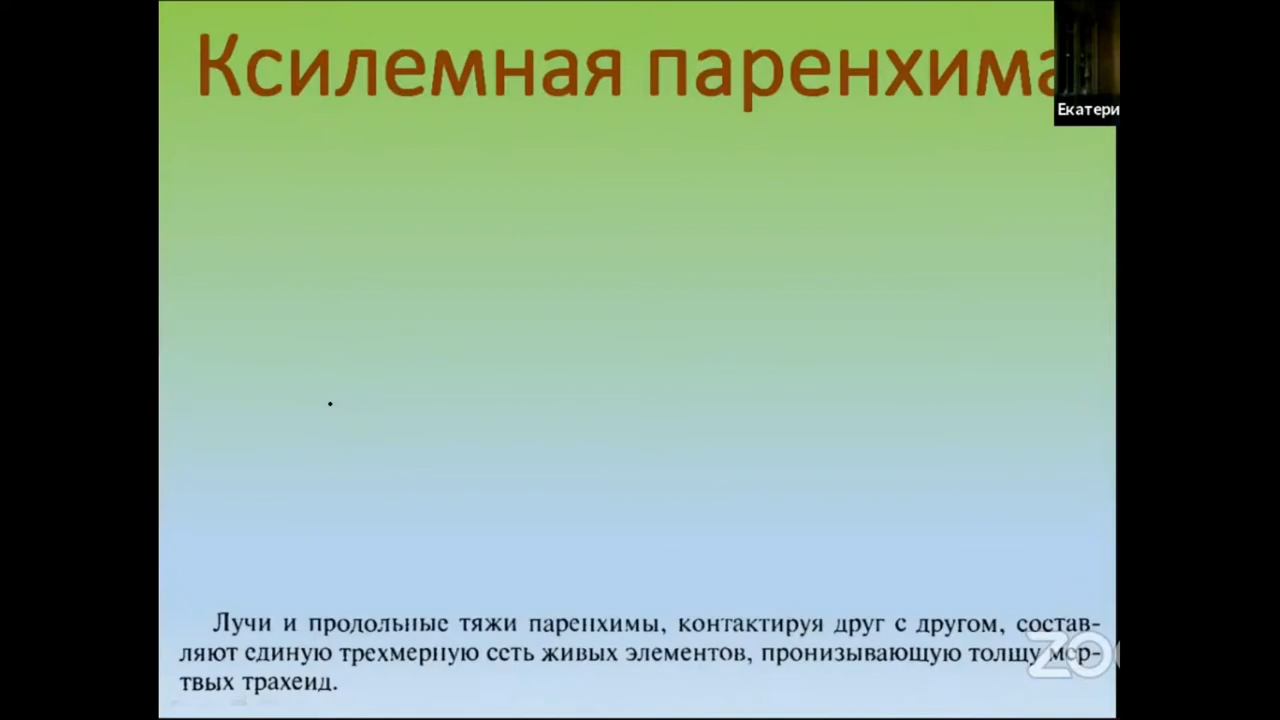 Ксилемная паренхима
Екатери
Лучи и продольные тяжи паренхимы, контактируя друг с другом, состав-
ляют единую трехмерную сеть живых элементов, пронизывающую толщу мер-
твых трахеид.
ZO